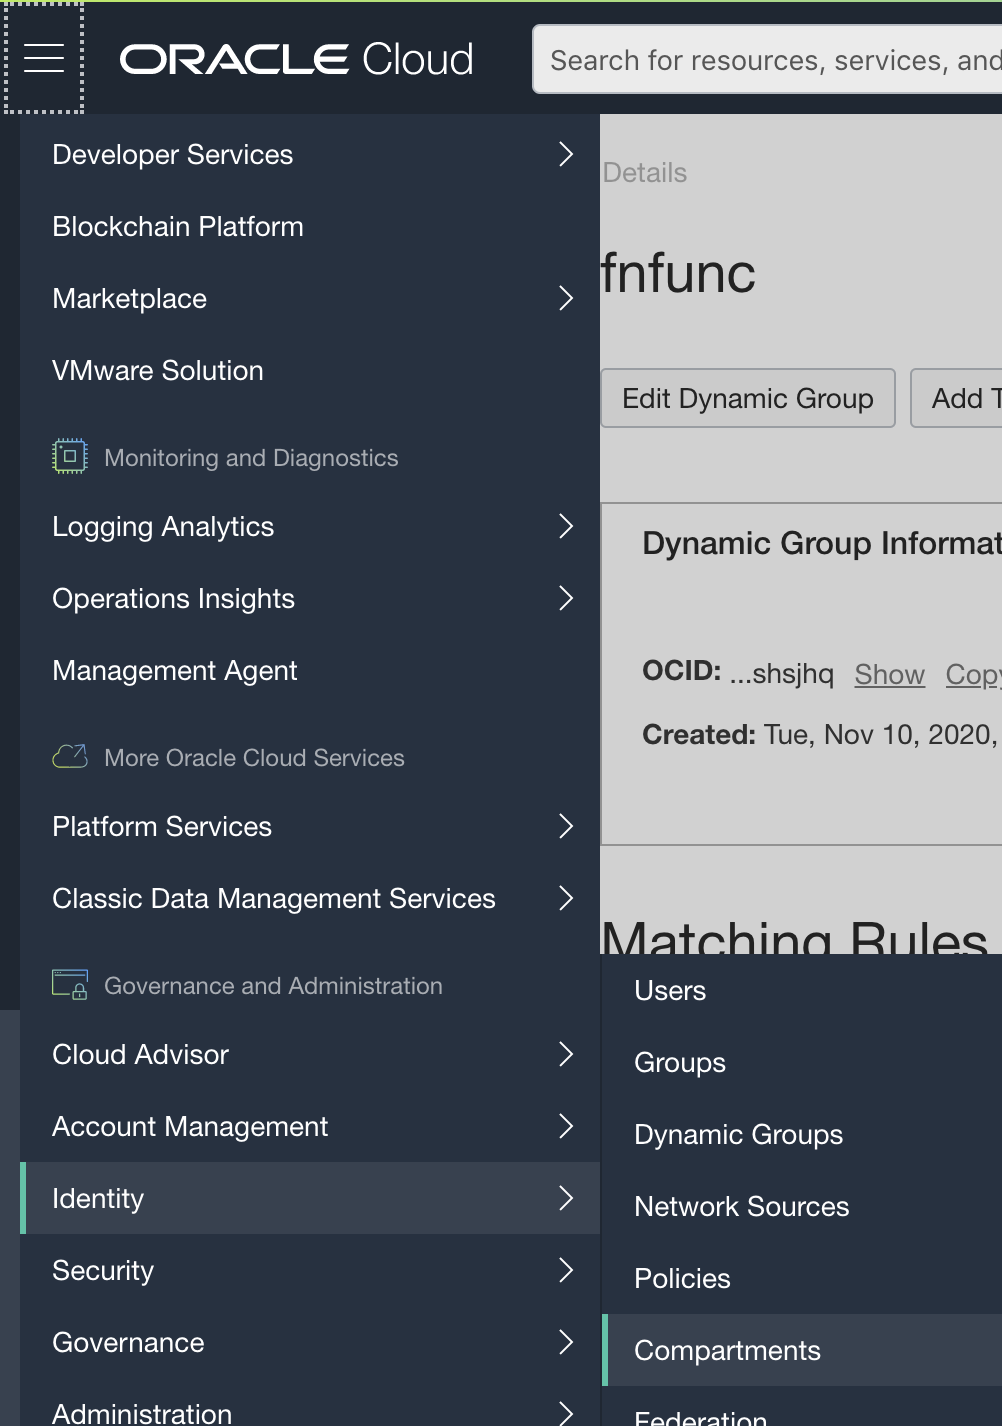 ORACLE Cloud
Search for resources, services, and
Developer Services
Blockchain Platform
Marketplace
VMware Solution
Monitoring and Diagnostics
Logging Analytics
Operations Insights
Management Agent
More Oracle Cloud Services
Platform Services
Classic Data Management Services
Governance and Administration
Cloud Advisor
Account Management
Identity
Security
Governance
Administration
Details
fnfunc
Edit Dynamic Group
Add T
Dynamic Group Informat
OCID: ...shsjhq Show Copy
Created: Tue, Nov 10, 2020,
Matching Rules
Users
Groups
Dynamic Groups
Network Sources
Policies
Compartments
Federation